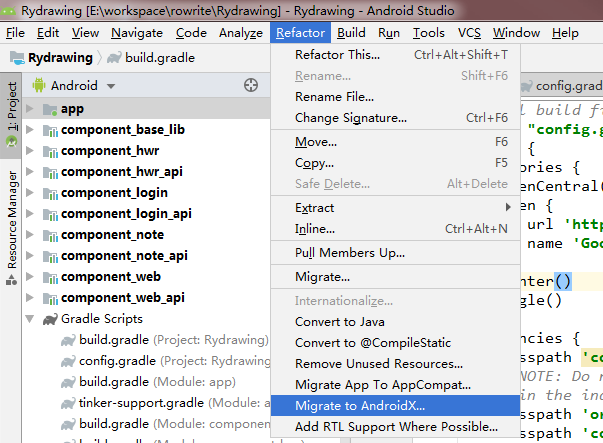 Rydrawing [E:\workspace\rowrite\Rydrawing] - Rydrawing - Android Studio
File Edit View Navigate Code Analyze Refactor Build Run Tools VCS Window Help
Rydrawing build.gradle
1: Project
Resource Manager
Android
app
component_base_lib
component_hwr
component_hwr_api
component_login
component_login_api
component_note
component_note_api
component_web
component_web_api
Gradle Scripts
build.gradle (Project: Rydrawing
config.gradle (Project: Rydrawing
build.gradle (Module: app)
tinker-support.gradle (Module: a
build.gradle (Module: componen
Refactor This... Ctrl+Alt+Shift+T
Rename... Shift+F6
Rename File...
Change Signature... Ctrl+F6
Move... F6
Copy... F5
Safe Delete... Alt+Delete
Extract
Inline... Ctrl+Alt+N
Pull Members Up...
Migrate...
Internationalize...
Convert to Java
Convert to @CompileStatic
Remove Unused Resources...
Migrate App To AppCompat...
Migrate to AndroidX...
Add RTL Support Where Possible...
config.grad
l build fi
"config.g
{
ories {
enCentral(
en {
url 'http
name 'Goo
nter()
gle()
ncies {
sspath 'co
NOTE: Do n
in the ind
sspath 'or
sspath 'co